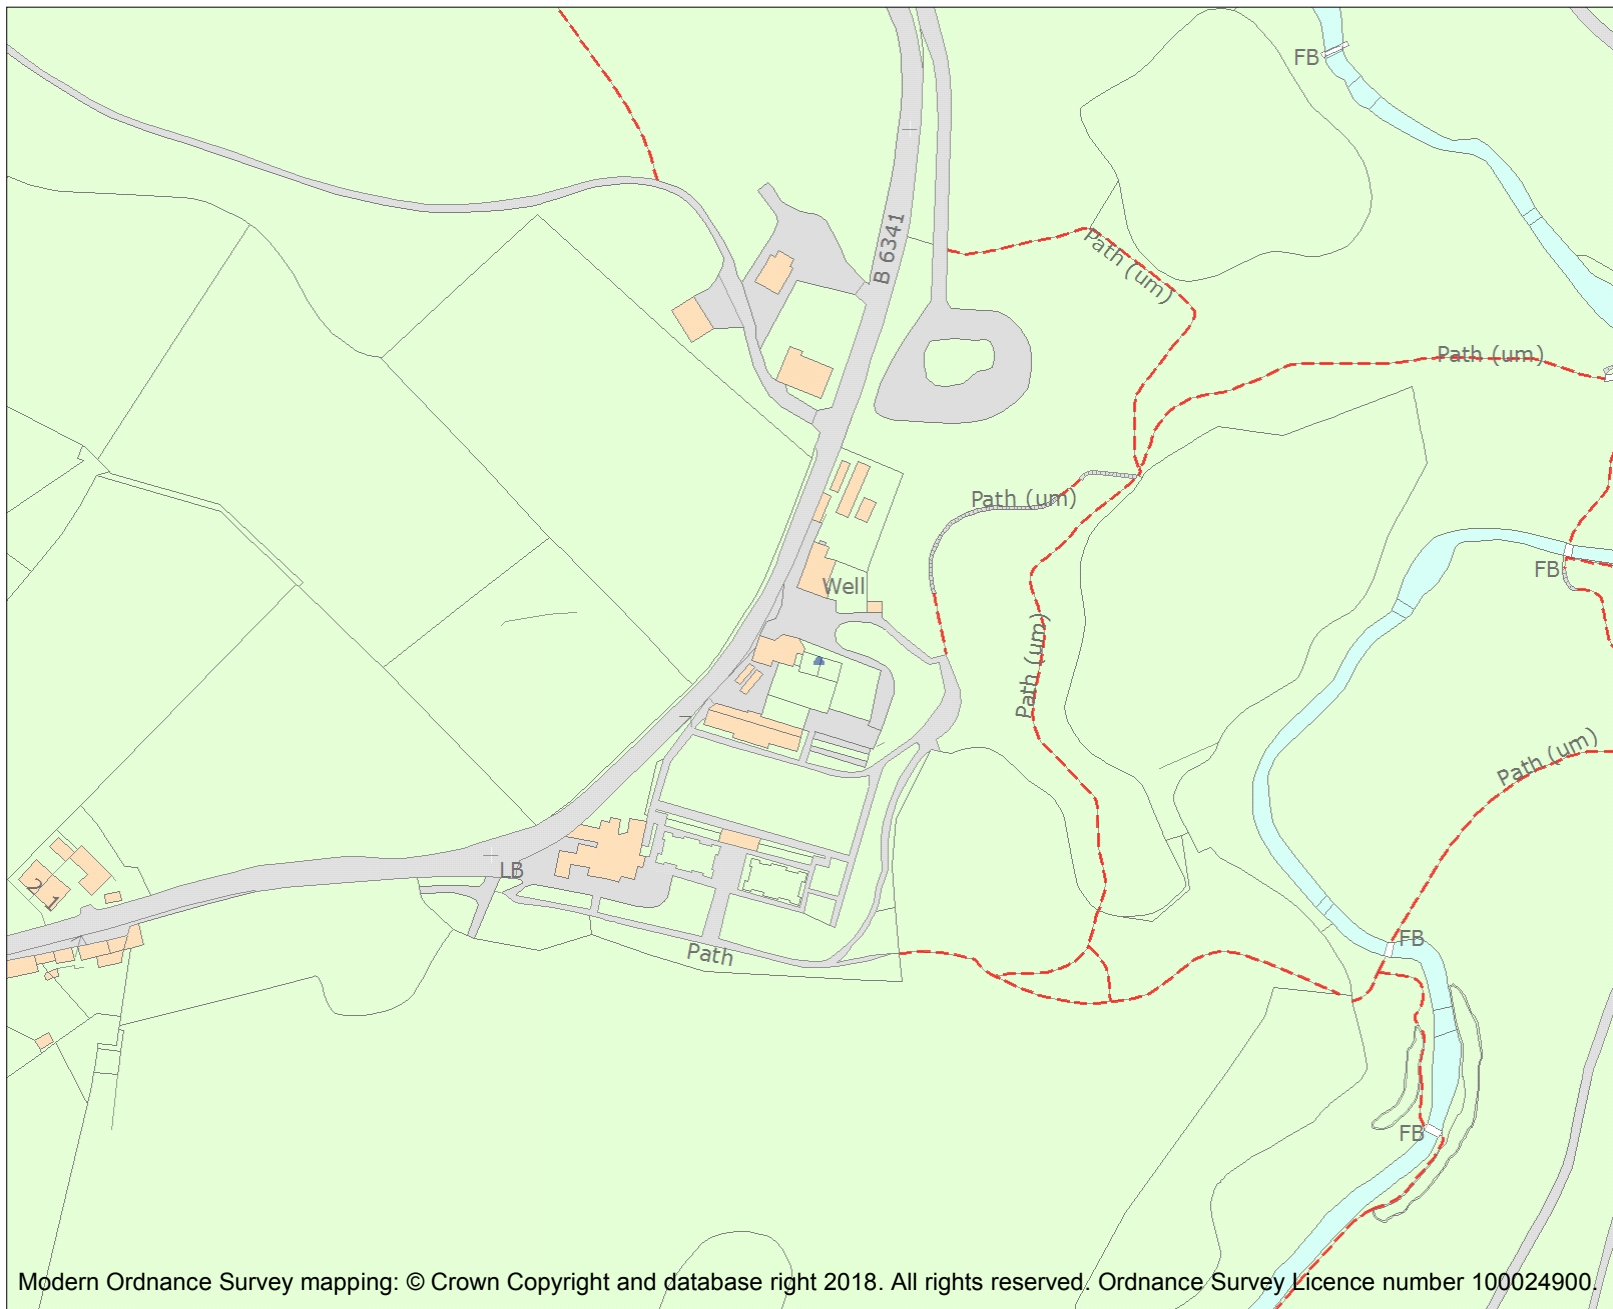 FB
B 6341
Path (um)
Path (um)
Path (um)
FB
Well
Path (um)
Path (um)
LB
2
1
FB
Path
FB
Modern Ordnance Survey mapping: © Crown Copyright and database right 2018. All rights reserved. Ordnance Survey Licence number 100024900.